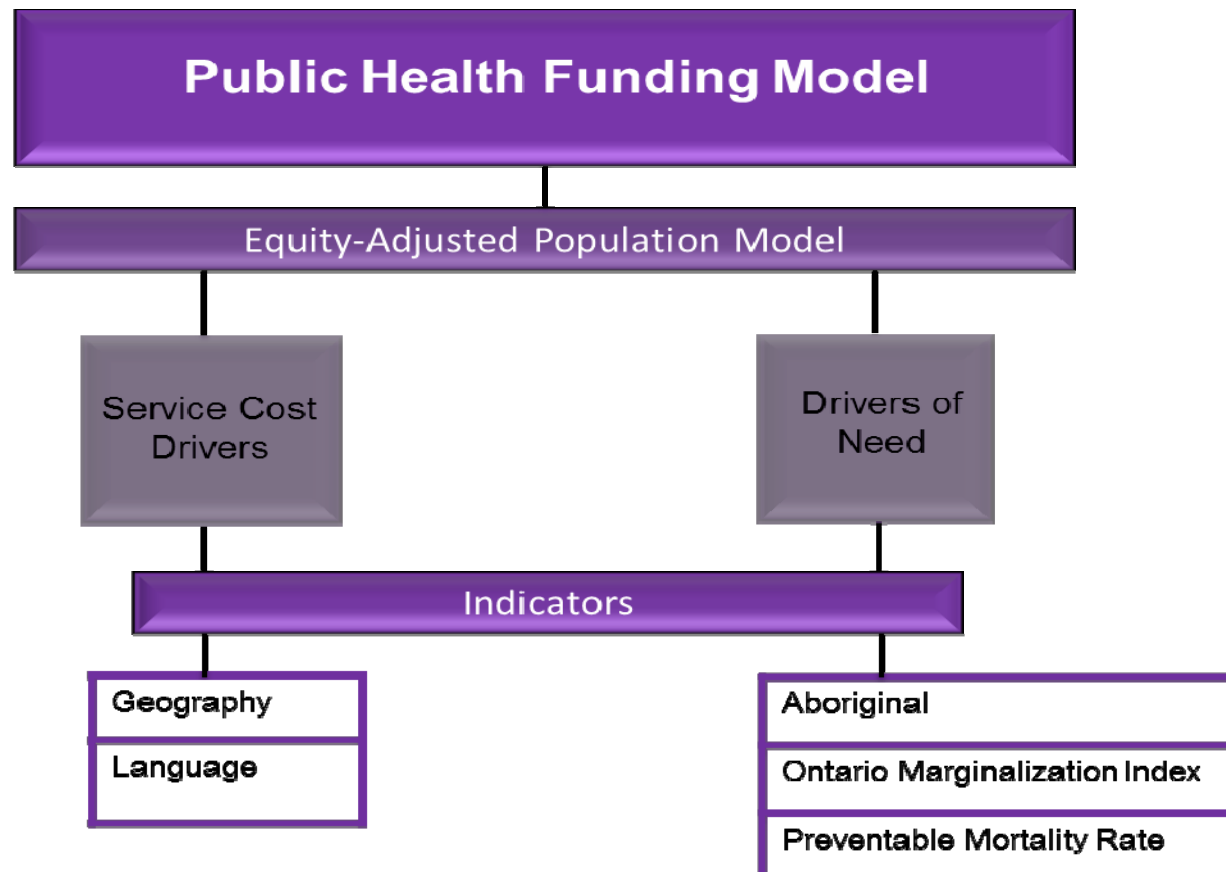 Public Health Funding Model
Equity-Adjusted Population Model
Service Cost
Drivers
Drivers of
Need
Indicators
Geography
Language
Aboriginal
Ontario Marginalization Index
Preventable Mortality Rate